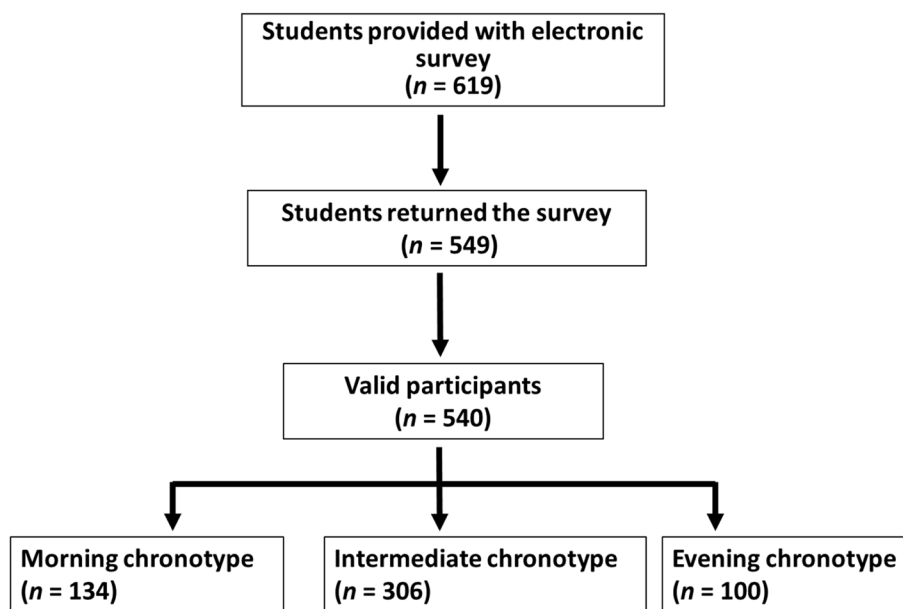 Students provided with electronic
survey
(n = 619)
Students returned the survey
(n = 549)
Valid participants
(n = 540)
Morning chronotype
(n = 134)
Intermediate chronotype
(n = 306)
Evening chronotype
(n = 100)